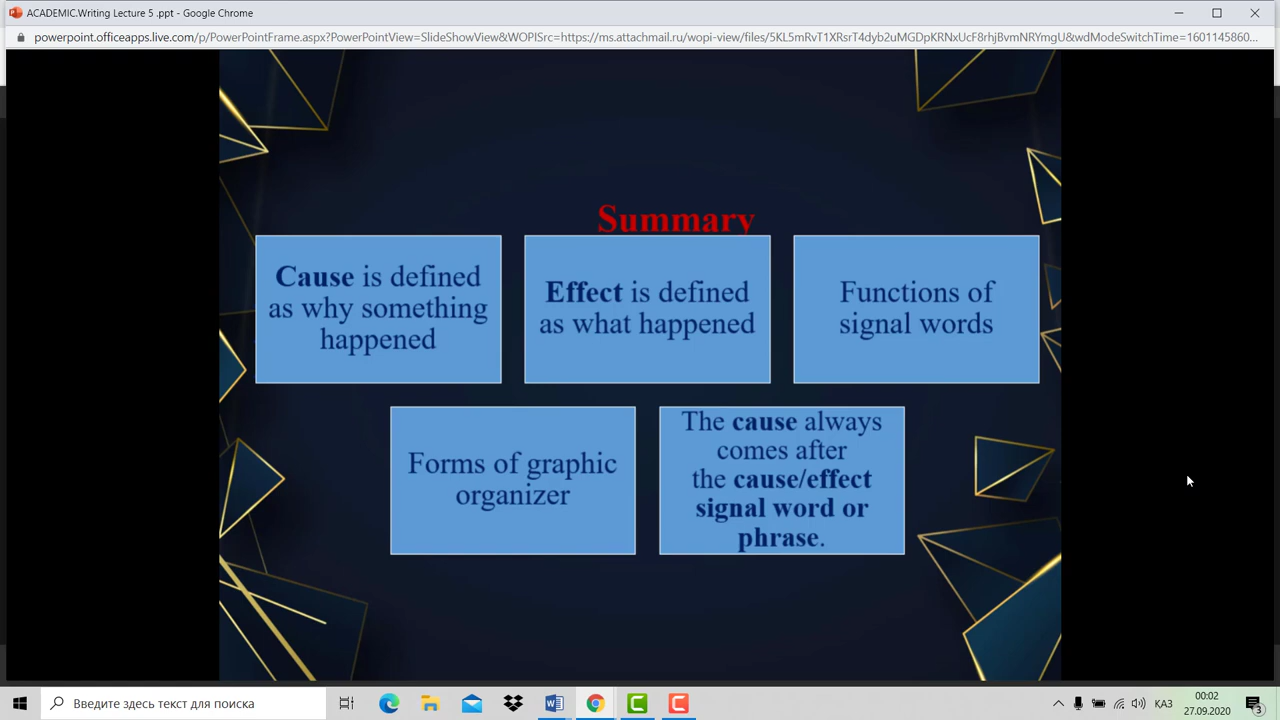 ACADEMIC.Writing Lecture 5 .ppt - Google Chrome
powerpoint.officeapps.live.com/p/PowerPointFrame.aspx?PowerPointView=SlideShowView&WOPISrc=https://ms.attachmail.ru/wopi-view/files/5KL5mRvT1XRsrT4dyb2uMGDpKRNxUcF8rhjBvmNRYmgU&wdModeSwitchTime=1601145860...
Summary
Cause is defined
as why something
happened
Effect is defined
as what happened
Functions of
signal words
Forms of graphic
organizer
The cause always
comes after
the cause/effect
signal word or
phrase.
Введите здесь текст для поиска
КАЗ
00:02
27.09.2020
3